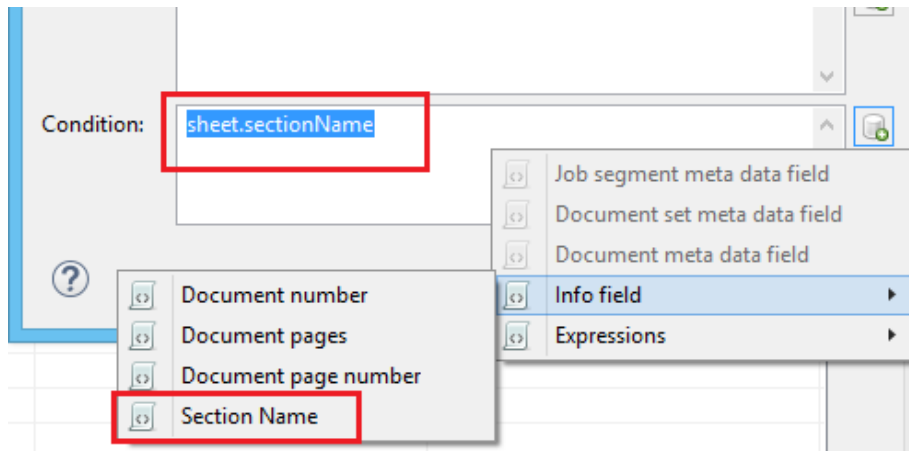 Condition:
sheet.sectionName
Job segment meta data field
Document set meta data field
Document meta data field
Info field
Expressions
Document number
Document pages
Document page number
Section Name